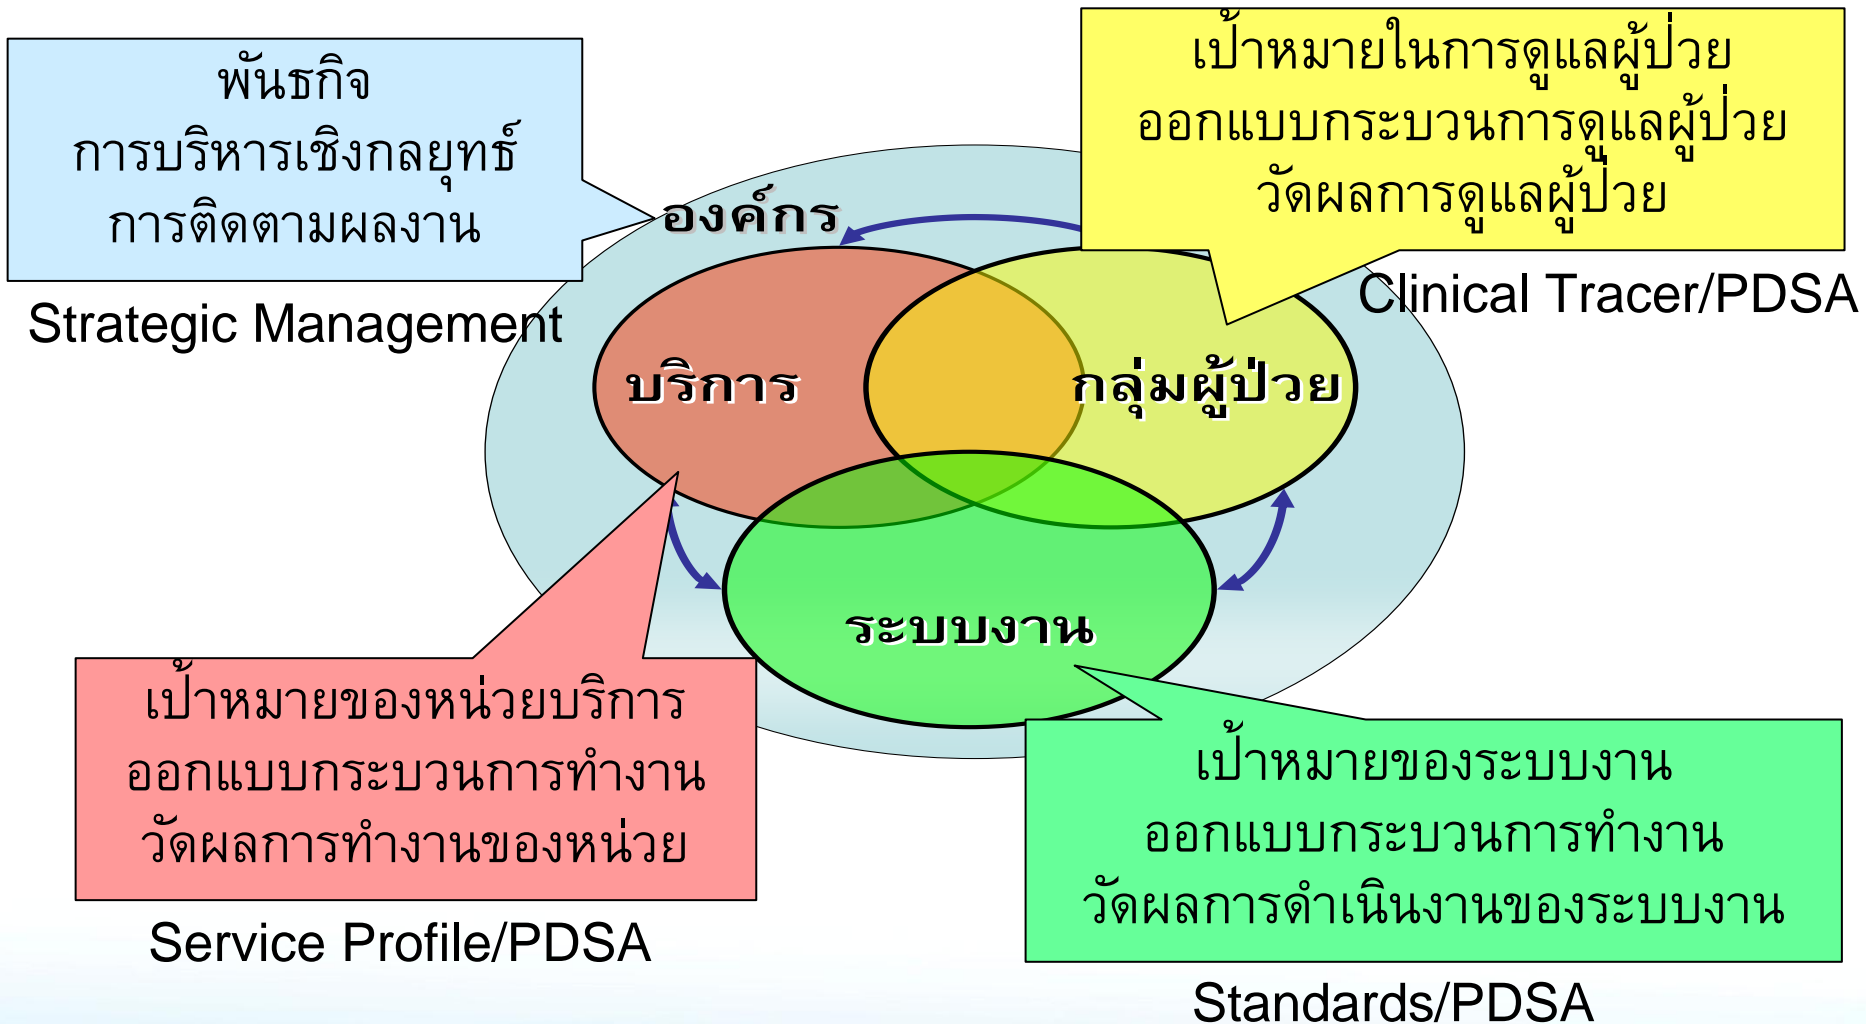 พันธกิจ
การบริหารเชิงกลยุทธ์
การติดตามผลงาน
Strategic Management
เป้าหมายในการดูแลผู้ป่วย
ออกแบบกระบวนการดูแลผู้ป่วย
วัดผลการดูแลผู้ป่วย
Clinical Tracer/PDSA
องค์กร
บริการ
กลุ่มผู้ป่วย
ระบบงาน
เป้าหมายของหน่วยบริการ
ออกแบบกระบวนการทำงาน
วัดผลการทำงานของหน่วย
Service Profile/PDSA
เป้าหมายของระบบงาน
ออกแบบกระบวนการทำงาน
วัดผลการดำเนินงานของระบบงาน
Standards/PDSA